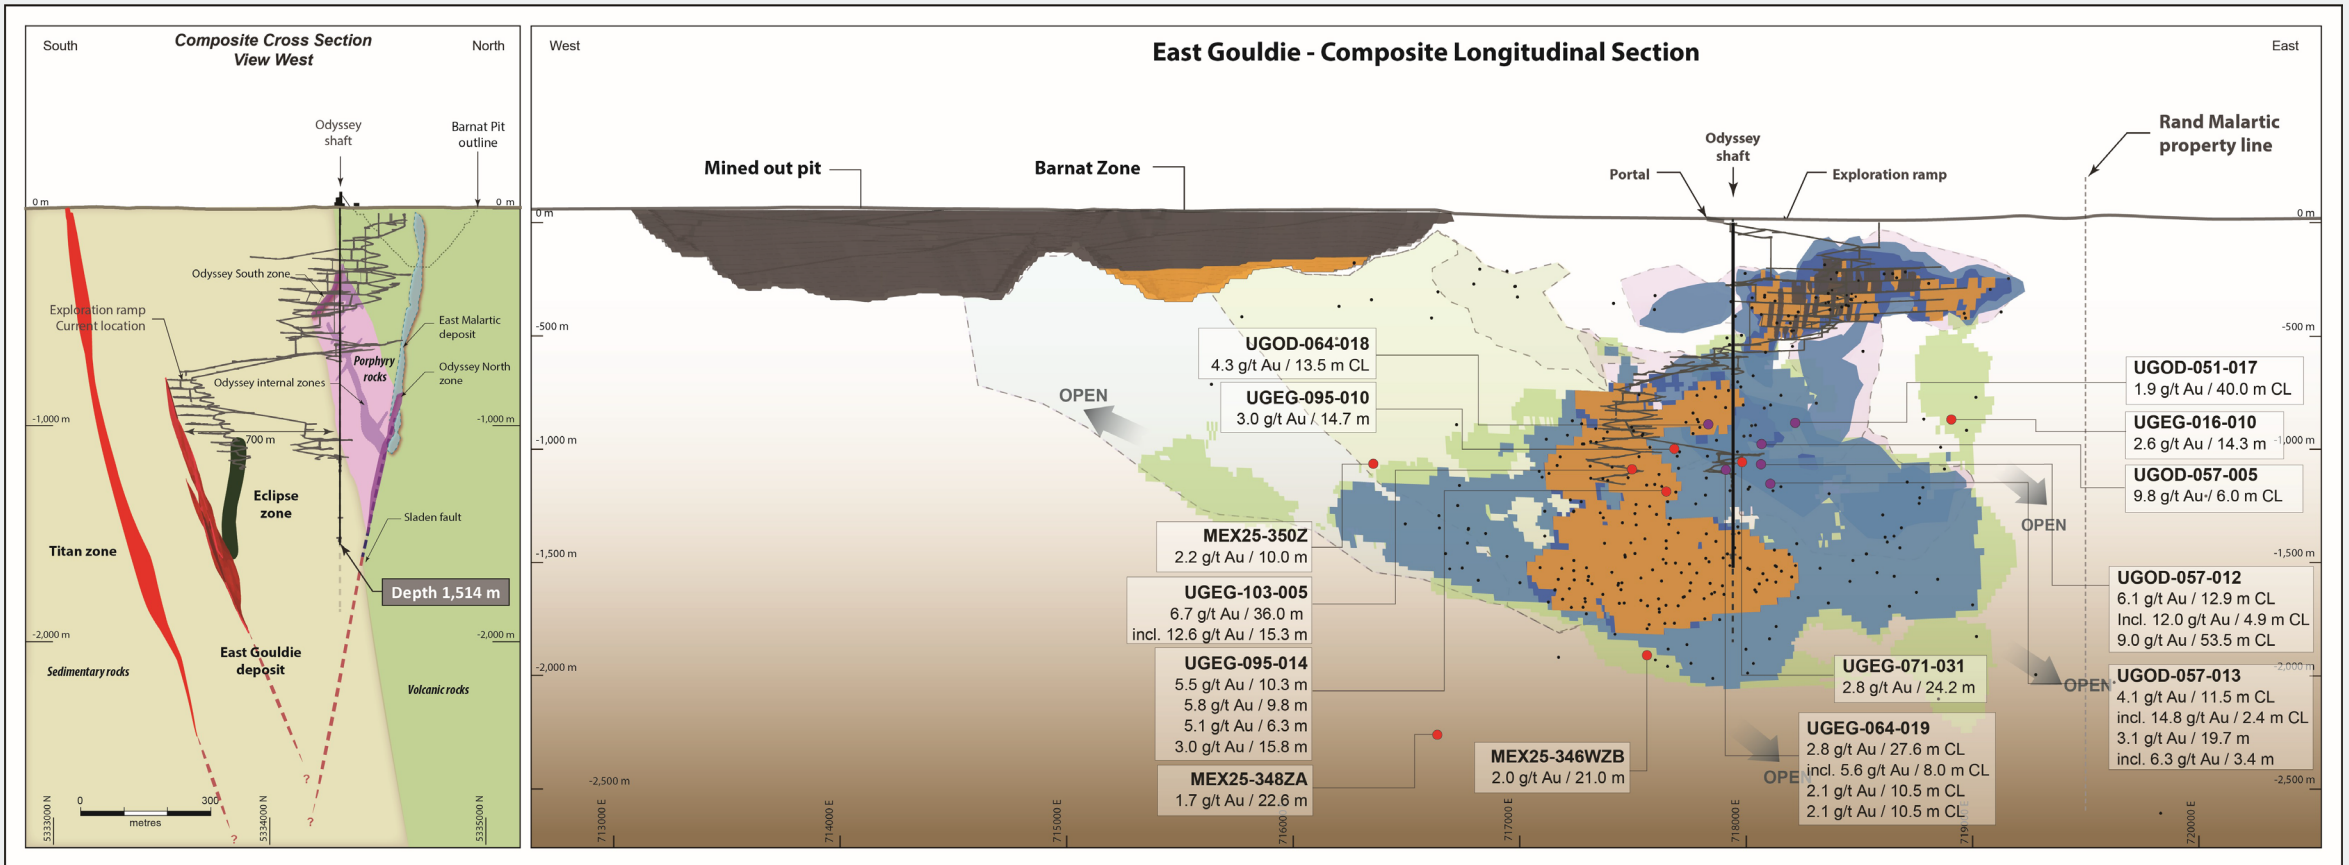 South
Composite Cross Section
View West
North
Odyssey
shaft
Barnat Pit
outline
0 m
0 m
Odyssey South zone
Exploration ramp
Current location
East Malartic
deposit
Porphyry
rocks
Odyssey North
zone
Odyssey internal zones
-1,000 m
-1,000 m
700 m
Eclipse
zone
Sladen fault
Titan zone
Depth 1,514 m
-2,000 m
-2,000 m
East Gouldie
deposit
Sedimentary rocks
Volcanic rocks
?
?
?
0
300
metres
5333000 N
5334000 N
5335000 N
West
East Gouldie - Composite Longitudinal Section
East
Mined out pit
Barnat Zone
Portal
Odyssey
shaft
Exploration ramp
Rand Malartic
property line
0 m
0 m
-500 m
-500 m
-1,000 m
-1,000 m
-1,500 m
-1,500 m
-2,000 m
-2,000 m
-2,500 m
-2,500 m
OPEN
OPEN
OPEN
OPEN
UGOD-064-018
4.3 g/t Au / 13.5 m CL
UGEG-095-010
3.0 g/t Au / 14.7 m
MEX25-350Z
2.2 g/t Au / 10.0 m
UGEG-103-005
6.7 g/t Au / 36.0 m
incl. 12.6 g/t Au / 15.3 m
UGEG-095-014
5.5 g/t Au / 10.3 m
5.8 g/t Au / 9.8 m
5.1 g/t Au / 6.3 m
3.0 g/t Au / 15.8 m
MEX25-348ZA
1.7 g/t Au / 22.6 m
MEX25-346WZB
2.0 g/t Au / 21.0 m
UGEG-071-031
2.8 g/t Au / 24.2 m
UGEG-064-019
2.8 g/t Au / 27.6 m CL
incl. 5.6 g/t Au / 8.0 m CL
2.1 g/t Au / 10.5 m CL
2.1 g/t Au / 10.5 m CL
UGOD-051-017
1.9 g/t Au / 40.0 m CL
UGEG-016-010
2.6 g/t Au / 14.3 m CL
UGOD-057-005
9.8 g/t Au / 6.0 m CL
UGOD-057-012
6.1 g/t Au / 12.9 m CL
Incl. 12.0 g/t Au / 4.9 m CL
9.0 g/t Au / 53.5 m CL
UGOD-057-013
4.1 g/t Au / 11.5 m CL
incl. 14.8 g/t Au / 2.4 m CL
3.1 g/t Au / 19.7 m
incl. 6.3 g/t Au / 3.4 m
713000 E
714000 E
715000 E
717000 E
718000 E
720000 E